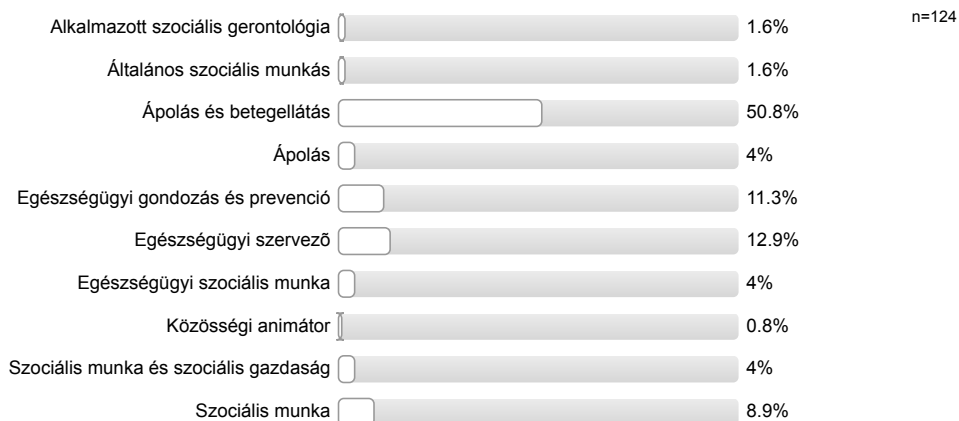 n=124
Alkalmazott szociális gerontológia 1.6%
Általános szociális munkás 1.6%
Ápolás és betegellátás 50.8%
Ápolás 4%
Egészségügyi gondozás és prevenció 11.3%
Egészségügyi szervezõ 12.9%
Egészségügyi szociális munka 4%
Közösségi animátor 0.8%
Szociális munka és szociális gazdaság 4%
Szociális munka 8.9%